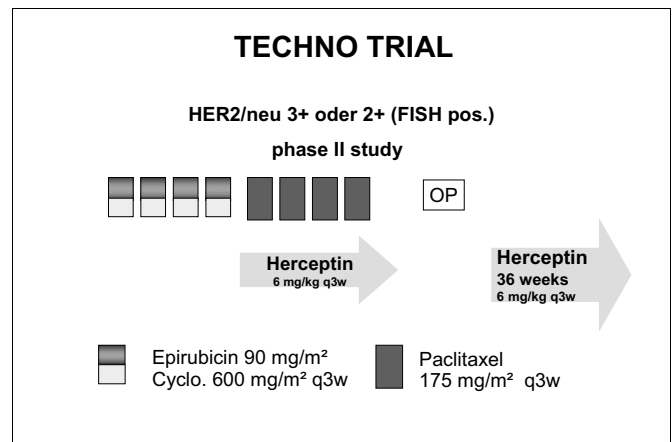 TECHNO TRIAL
HER2/neu 3+ oder 2+ (FISH pos.)
phase II study
OP
Herceptin
6 mg/kg q3w
Herceptin
36 weeks
6 mg/kg q3w
Epirubicin 90 mg/m²
Cyclo. 600 mg/m² q3w
Paclitaxel
175 mg/m² q3w